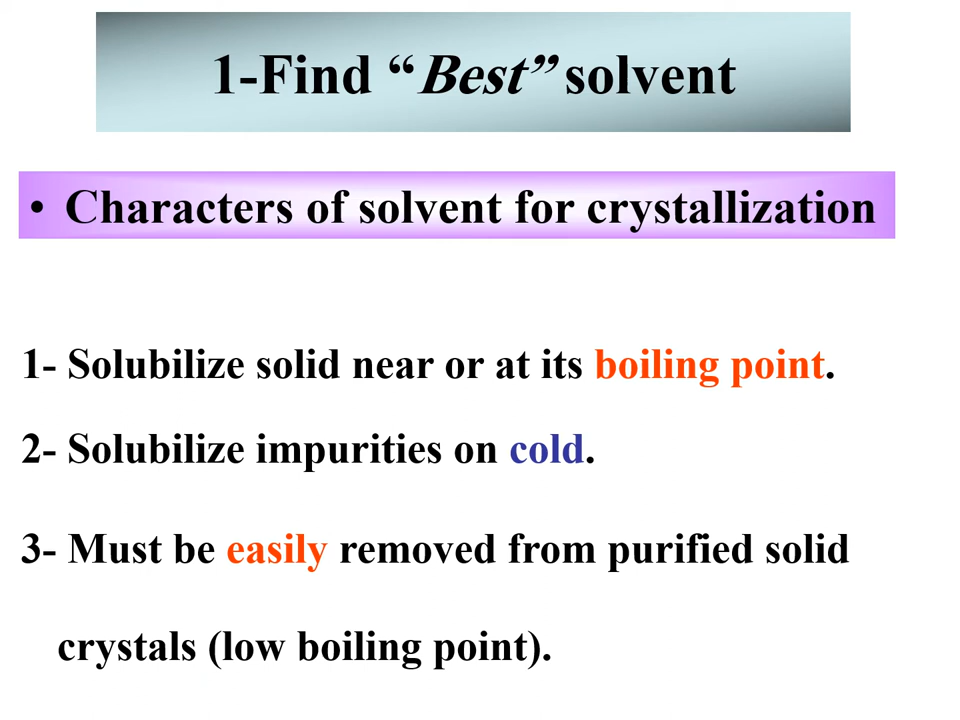 1-Find “Best” solvent
• Characters of solvent for crystallization
1- Solubilize solid near or at its boiling point.
2- Solubilize impurities on cold.
3- Must be easily removed from purified solid
crystals (low boiling point).